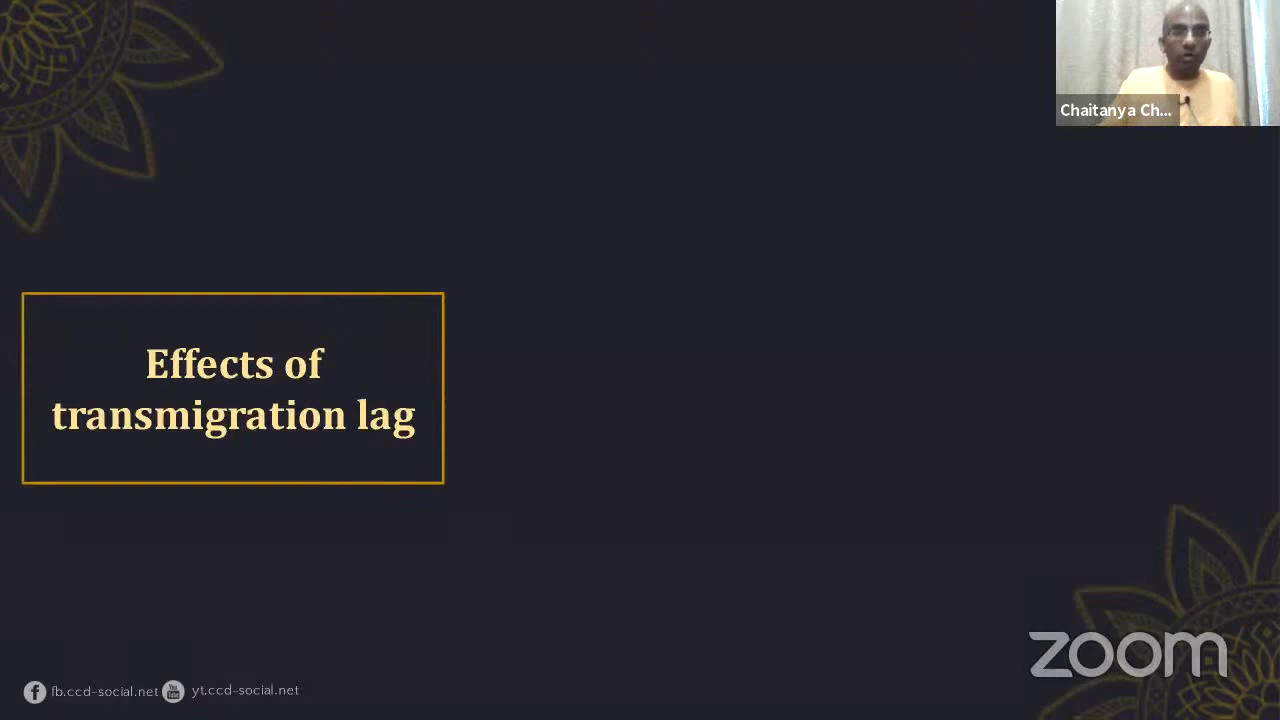 Chaitanya Ch...
Effects of
transmigration lag
zoom
fb.ccd-social.net
yt.ccd-social.net